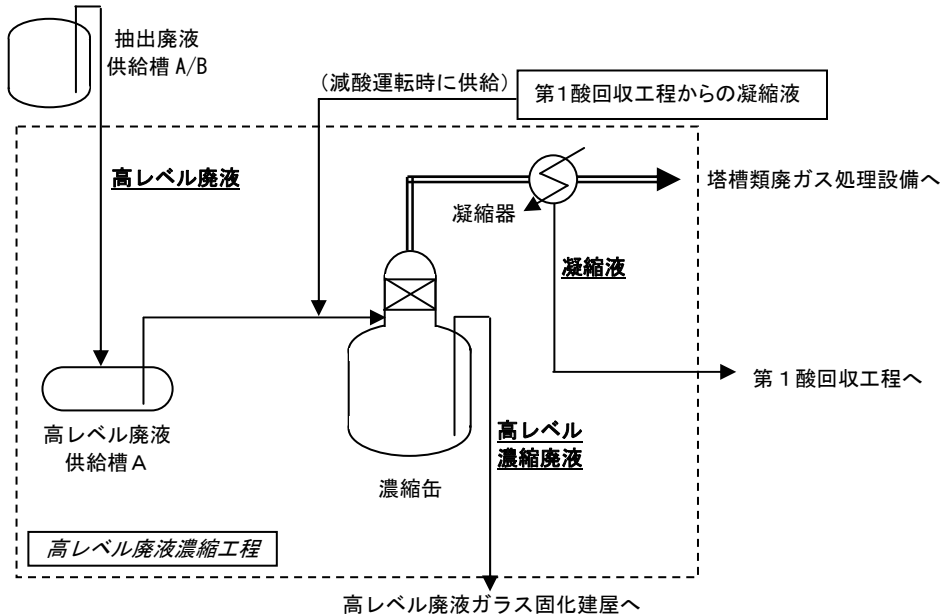 抽出廃液
供給槽 A/B
(減酸運転時に供給)
第1酸回収工程からの凝縮液
高レベル廃液
塔槽類廃ガス処理設備へ
凝縮器
凝縮液
第1酸回収工程へ
高レベル廃液
供給槽A
高レベル
濃縮廃液
濃縮缶
高レベル廃液濃縮工程
高レベル廃液ガラス固化建屋へ